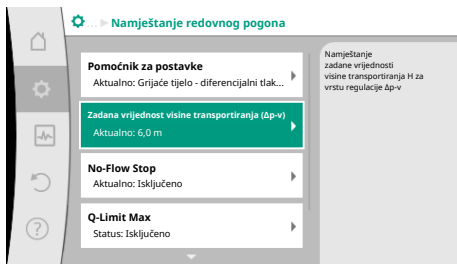 Namještanje redovnog pogona
Pomoćnik za postavke
Aktualno: Grijaće tijelo - diferencijalni tlak...
Zadana vrijednost visine transportiranja (Δp-v)
Aktualno: 6,0 m
No-Flow Stop
Aktualno: Isključeno
Q-Limit Max
Status: Isključeno
Namještanje
zadane vrijednosti
visine transportiranja H za
vrstu regulacije Δp-v